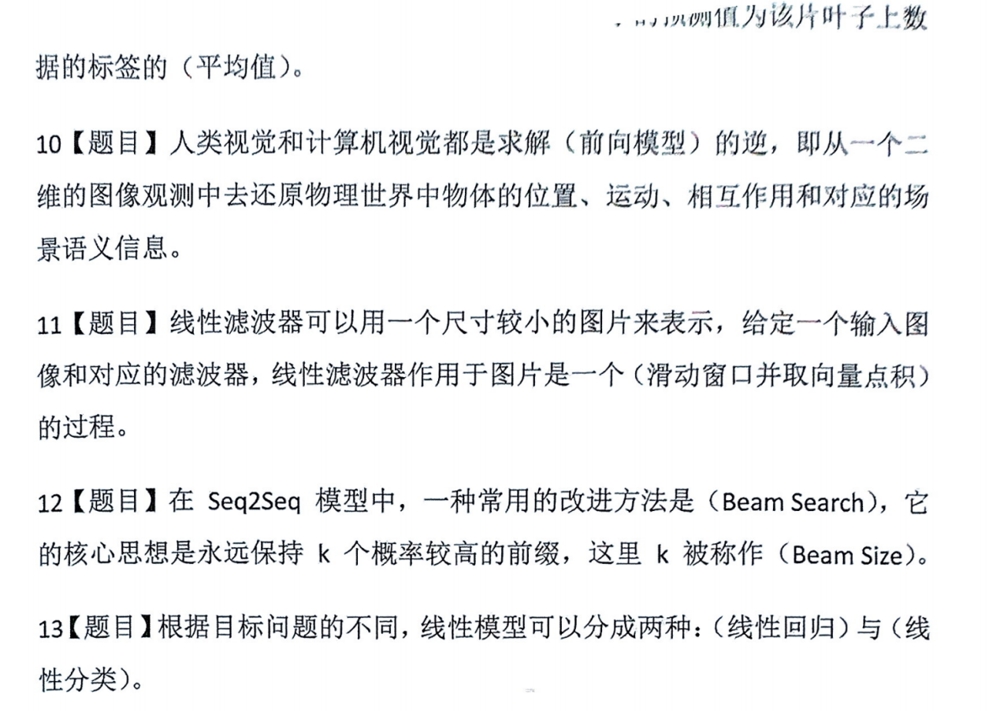 测值为该片叶子上数
据的标签的（平均值）。
10【题目】人类视觉和计算机视觉都是求解（前向模型）的逆，即从一个二
维的图像观测中去还原物理世界中物体的位置、运动、相互作用和对应的场
景语义信息。
11【题目】线性滤波器可以用一个尺寸较小的图片来表示，给定一个输入图
像和对应的滤波器，线性滤波器作用于图片是一个（滑动窗口并取向量点积）
的过程。
12【题目】在 Seq2Seq 模型中，一种常用的改进方法是（Beam Search），它
的核心思想是永远保持 k 个概率较高的前缀，这里 k 被称作（Beam Size）。
13【题目】根据目标问题的不同，线性模型可以分成两种：（线性回归）与（线
性分类）。